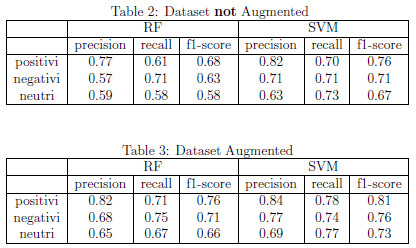 Table 2: Dataset not Augmented
RF SVM
precision recall f1-score precision recall f1-score
positivi 0.77 0.61 0.68 0.82 0.70 0.76
negativi 0.57 0.71 0.63 0.71 0.71 0.71
neutri 0.59 0.58 0.58 0.63 0.73 0.67
Table 3: Dataset Augmented
RF SVM
precision recall f1-score precision recall f1-score
positivi 0.82 0.71 0.76 0.84 0.78 0.81
negativi 0.68 0.75 0.71 0.77 0.74 0.76
neutri 0.65 0.67 0.66 0.69 0.77 0.73